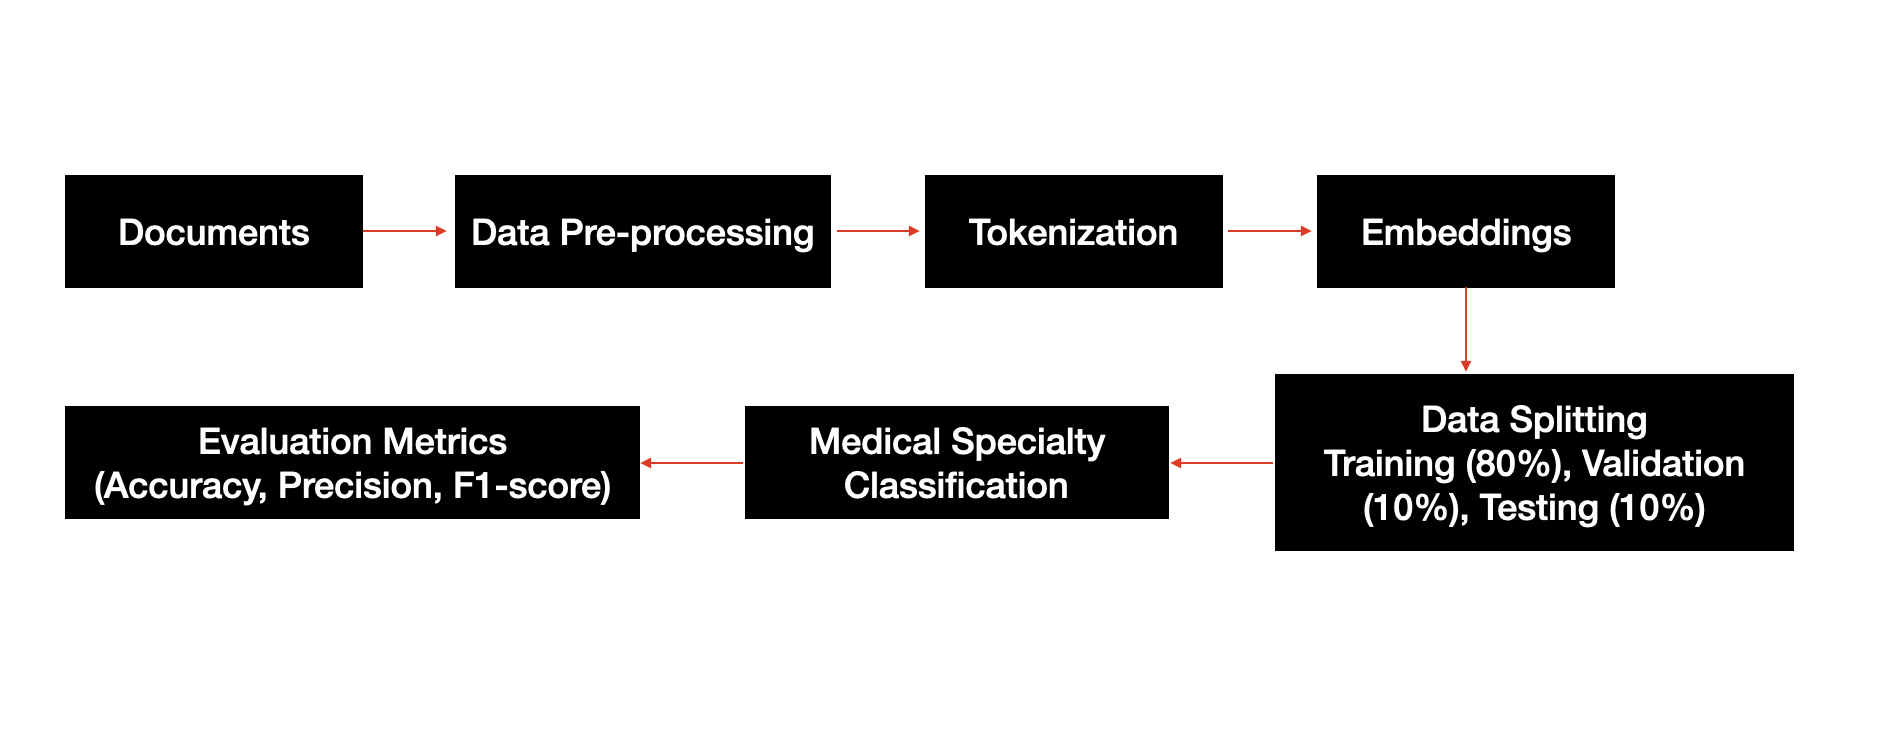 Documents
Data Pre-processing
Tokenization
Embeddings
Data Splitting
Training (80%), Validation
(10%), Testing (10%)
Medical Specialty
Classification
Evaluation Metrics
(Accuracy, Precision, F1-score)